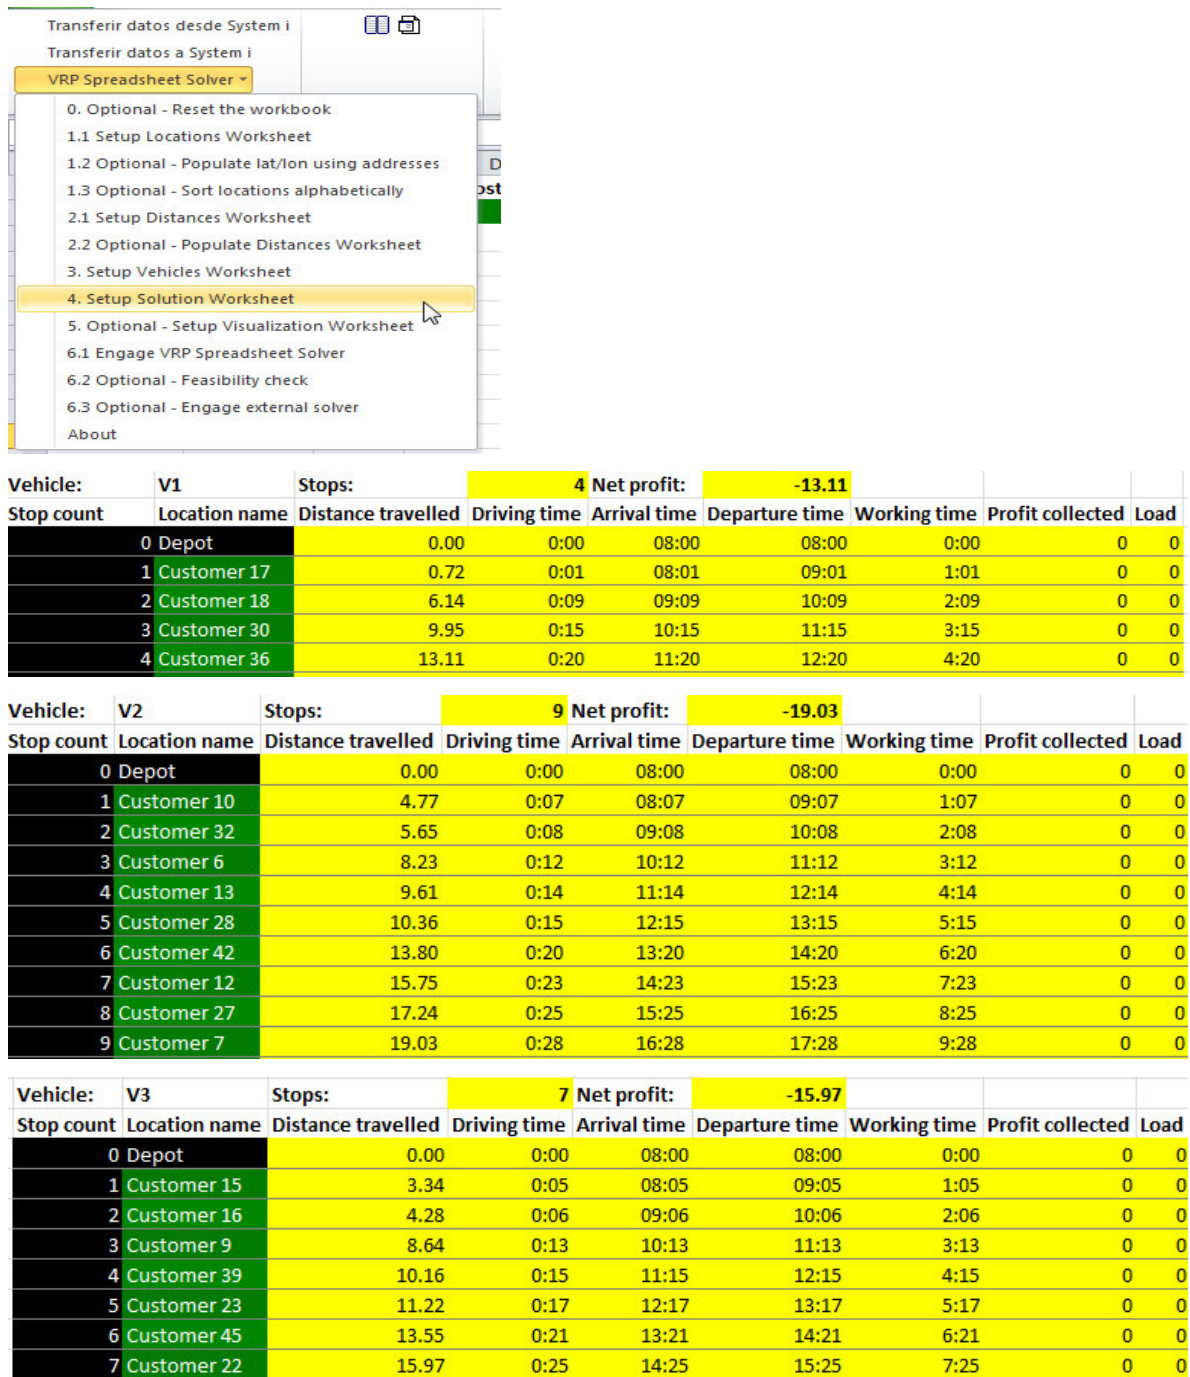 Transferir datos desde System i
Transferir datos a System i
VRP Spreadsheet Solver
0. Optional - Reset the workbook
1.1 Setup Locations Worksheet
1.2 Optional - Populate lat/lon using addresses
D
1.3 Optional - Sort locations alphabetically
ost
2.1 Setup Distances Worksheet
2.2 Optional - Populate Distances Worksheet
3. Setup Vehicles Worksheet
4. Setup Solution Worksheet
5. Optional - Setup Visualization Worksheet
6.1 Engage VRP Spreadsheet Solver
6.2 Optional - Feasibility check
6.3 Optional - Engage external solver
About
Vehicle: V1 Stops: 4 Net profit: -13.11
Stop count Location name Distance travelled Driving time Arrival time Departure time Working time Profit collected Load
0 Depot 0.00 0:00 08:00 08:00 0:00 0 0
1 Customer 17 0.72 0:01 08:01 09:01 1:01 0 0
2 Customer 18 6.14 0:09 09:09 10:09 2:09 0 0
3 Customer 30 9.95 0:15 10:15 11:15 3:15 0 0
4 Customer 36 13.11 0:20 11:20 12:20 4:20 0 0
Vehicle: V2 Stops: 9 Net profit: -19.03
Stop count Location name Distance travelled Driving time Arrival time Departure time Working time Profit collected Load
0 Depot 0.00 0:00 08:00 08:00 0:00 0 0
1 Customer 10 4.77 0:07 08:07 09:07 1:07 0 0
2 Customer 32 5.65 0:08 09:08 10:08 2:08 0 0
3 Customer 6 8.23 0:12 10:12 11:12 3:12 0 0
4 Customer 13 9.61 0:14 11:14 12:14 4:14 0 0
5 Customer 28 10.36 0:15 12:15 13:15 5:15 0 0
6 Customer 42 13.80 0:20 13:20 14:20 6:20 0 0
7 Customer 12 15.75 0:23 14:23 15:23 7:23 0 0
8 Customer 27 17.24 0:25 15:25 16:25 8:25 0 0
9 Customer 7 19.03 0:28 16:28 17:28 9:28 0 0
Vehicle: V3 Stops: 7 Net profit: -15.97
Stop count Location name Distance travelled Driving time Arrival time Departure time Working time Profit collected Load
0 Depot 0.00 0:00 08:00 08:00 0:00 0 0
1 Customer 15 3.34 0:05 08:05 09:05 1:05 0 0
2 Customer 16 4.28 0:06 09:06 10:06 2:06 0 0
3 Customer 9 8.64 0:13 10:13 11:13 3:13 0 0
4 Customer 39 10.16 0:15 11:15 12:15 4:15 0 0
5 Customer 23 11.22 0:17 12:17 13:17 5:17 0 0
6 Customer 45 13.55 0:21 13:21 14:21 6:21 0 0
7 Customer 22 15.97 0:25 14:25 15:25 7:25 0 0